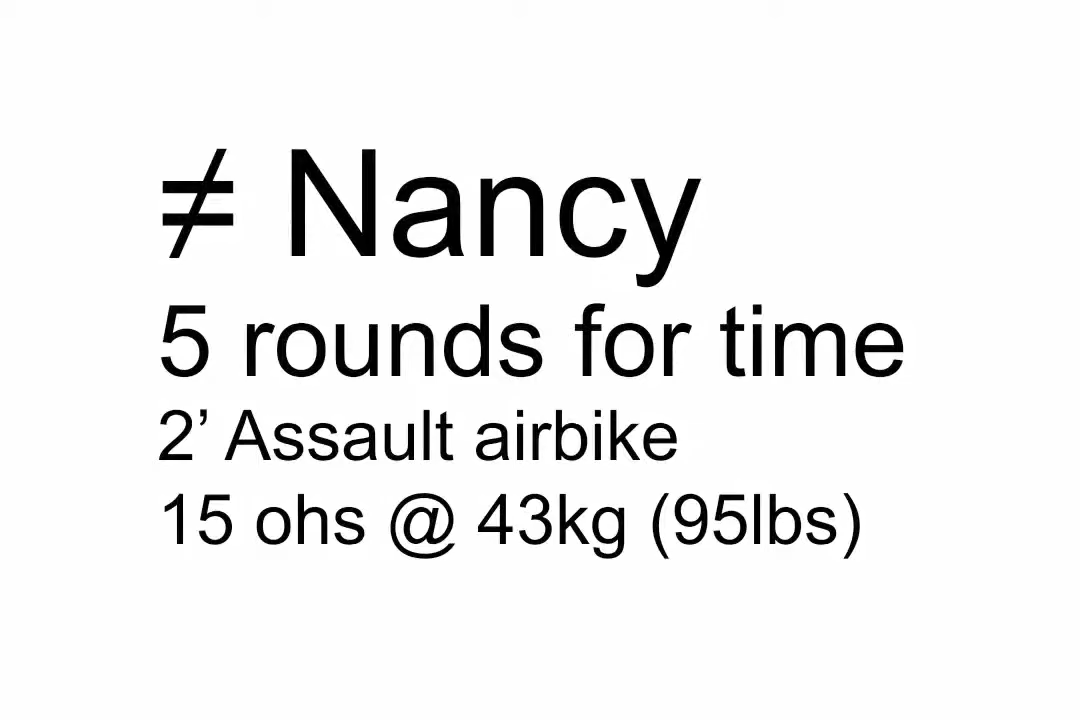 ≠ Nancy
5 rounds for time
2’ Assault airbike
15 ohs @ 43kg (95lbs)